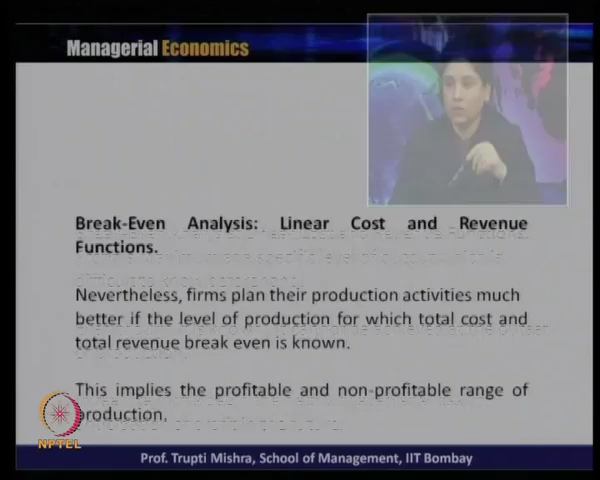 Managerial Economics
Break-Even Analysis: Linear Cost and Revenue
Functions.
Nevertheless, firms plan their production activities much
better if the level of production for which total cost and
total revenue break even is known.
This implies the profitable and non-profitable range of
production.
NPTEL
Prof. Trupti Mishra, School of Management, IIT Bombay